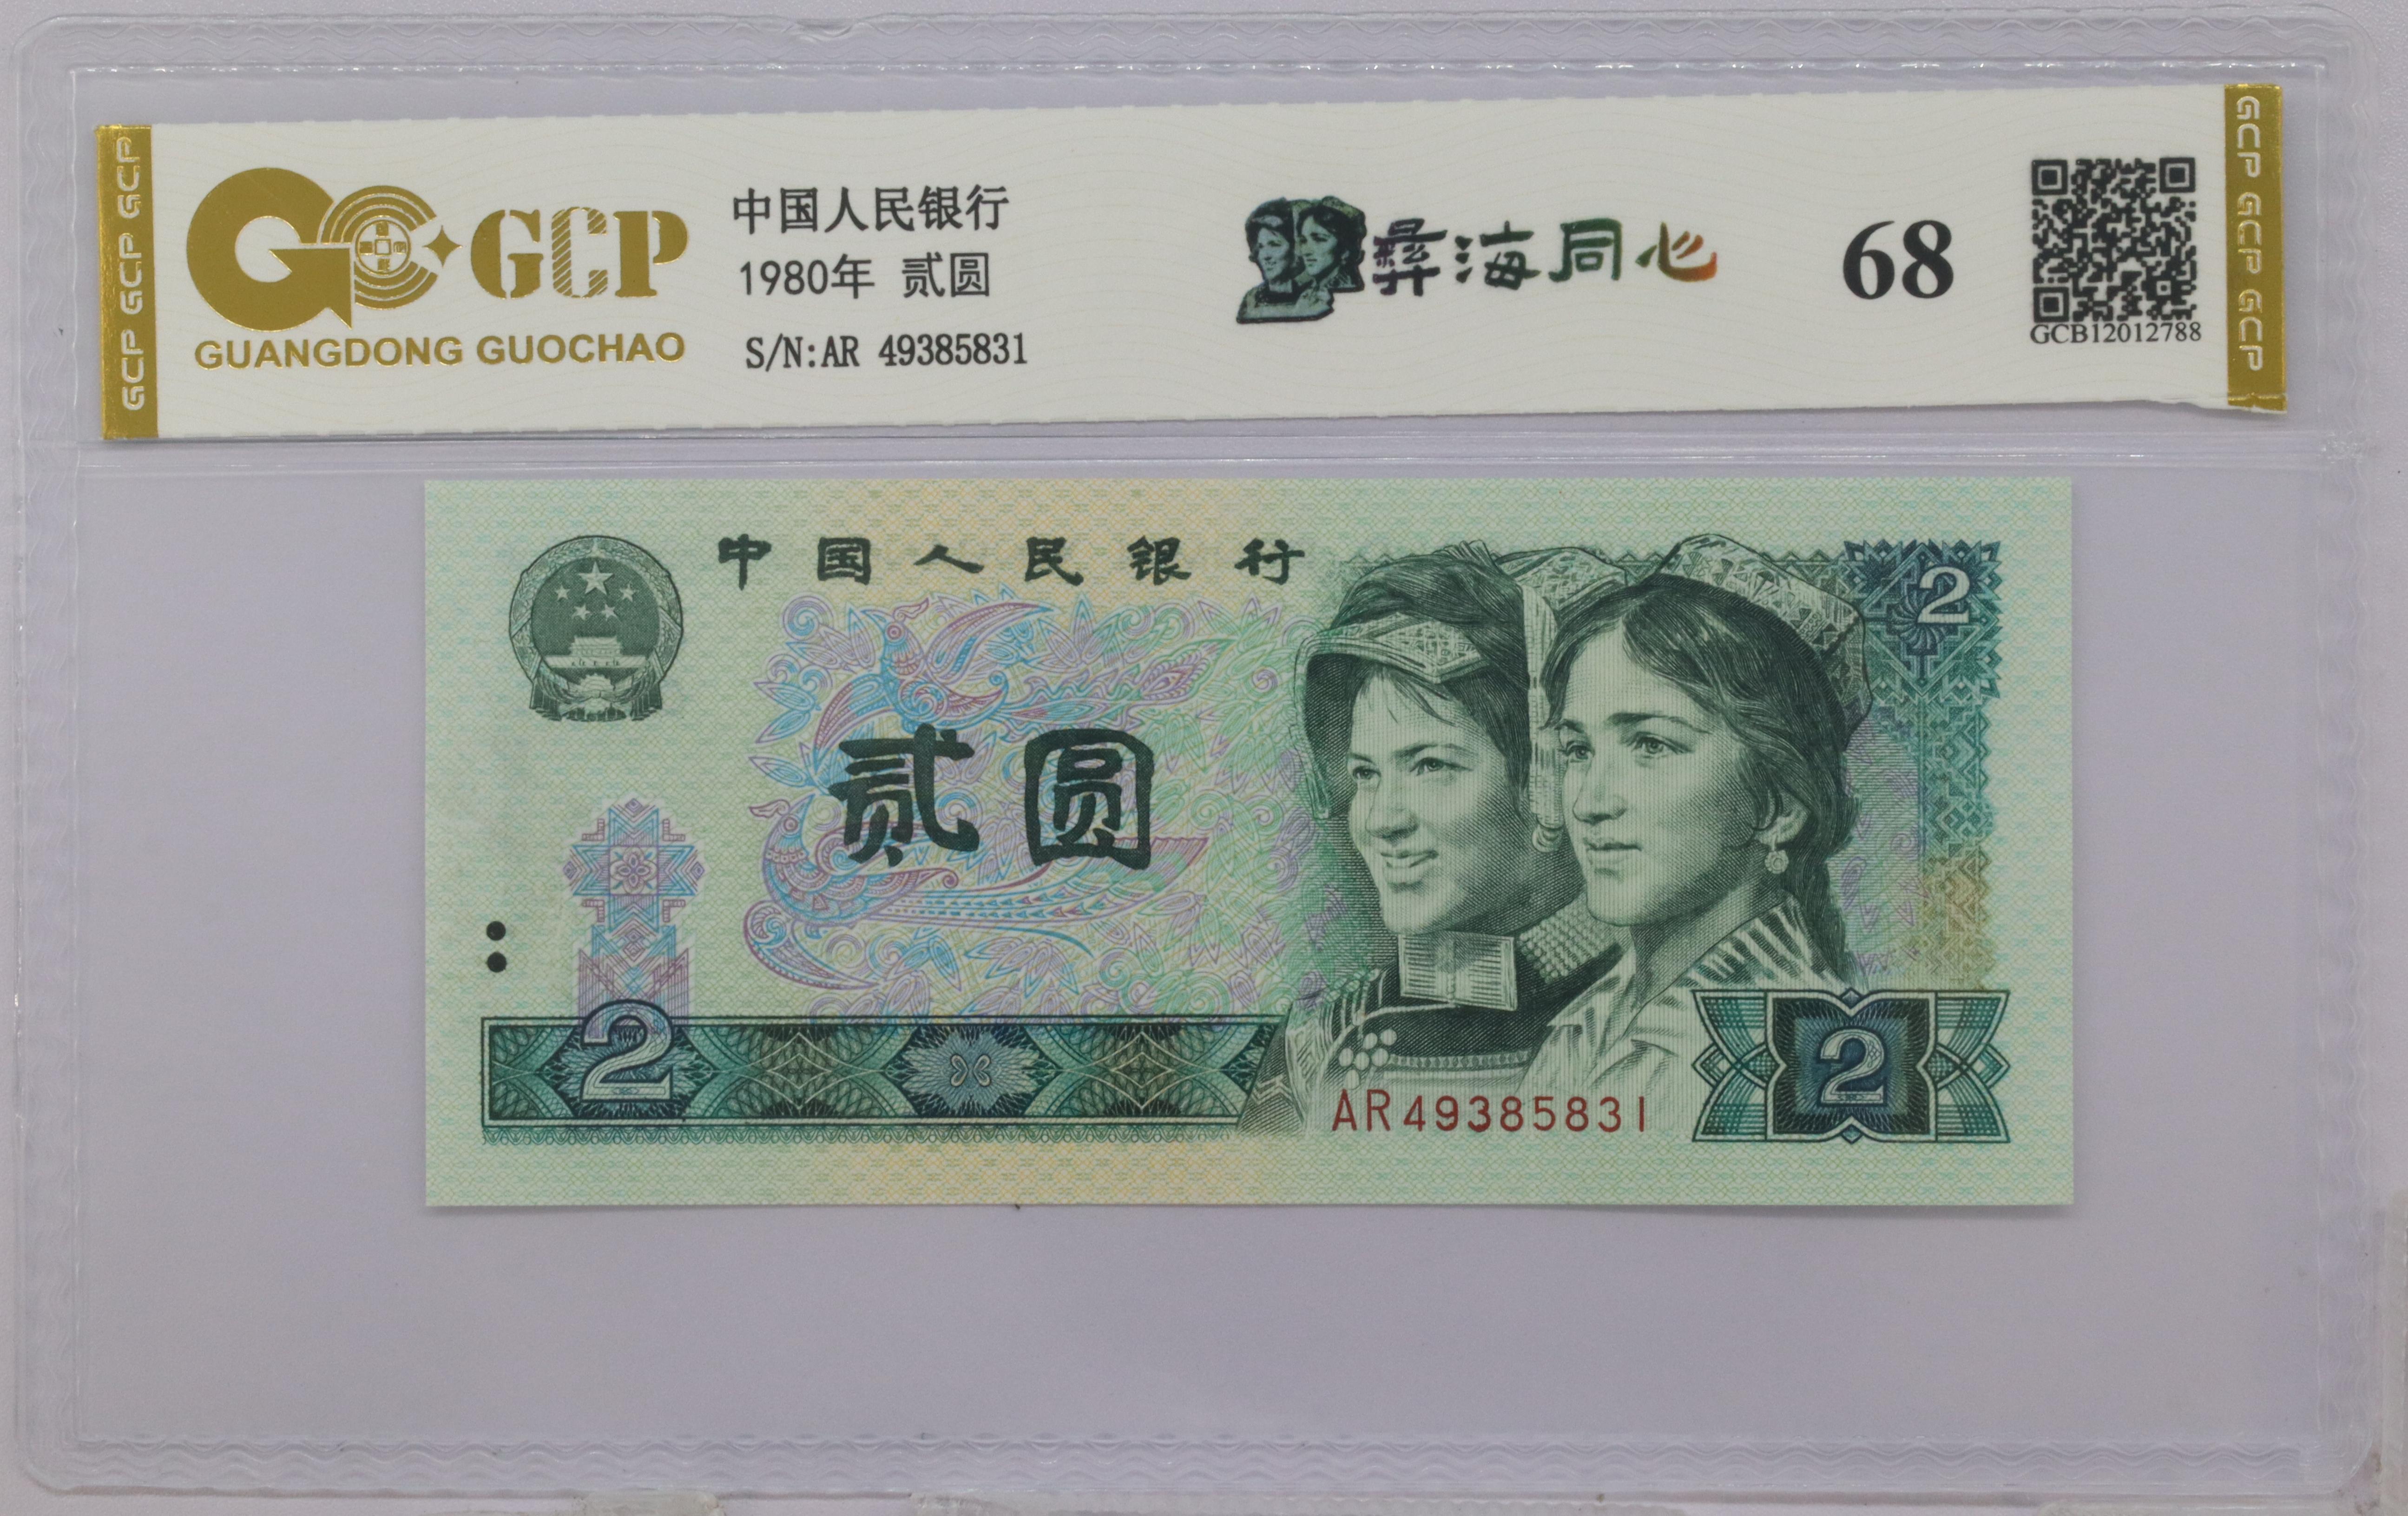 GCP GCP GCP
GCP
GUANGDONG GUOCHAO
中国人民银行
1980年 贰圆
S/N:AR 49385831
彝海同心
68
GCB12012788
GCP GCP GCP
中国人民银行
2
贰圆
2
AR49385831
2